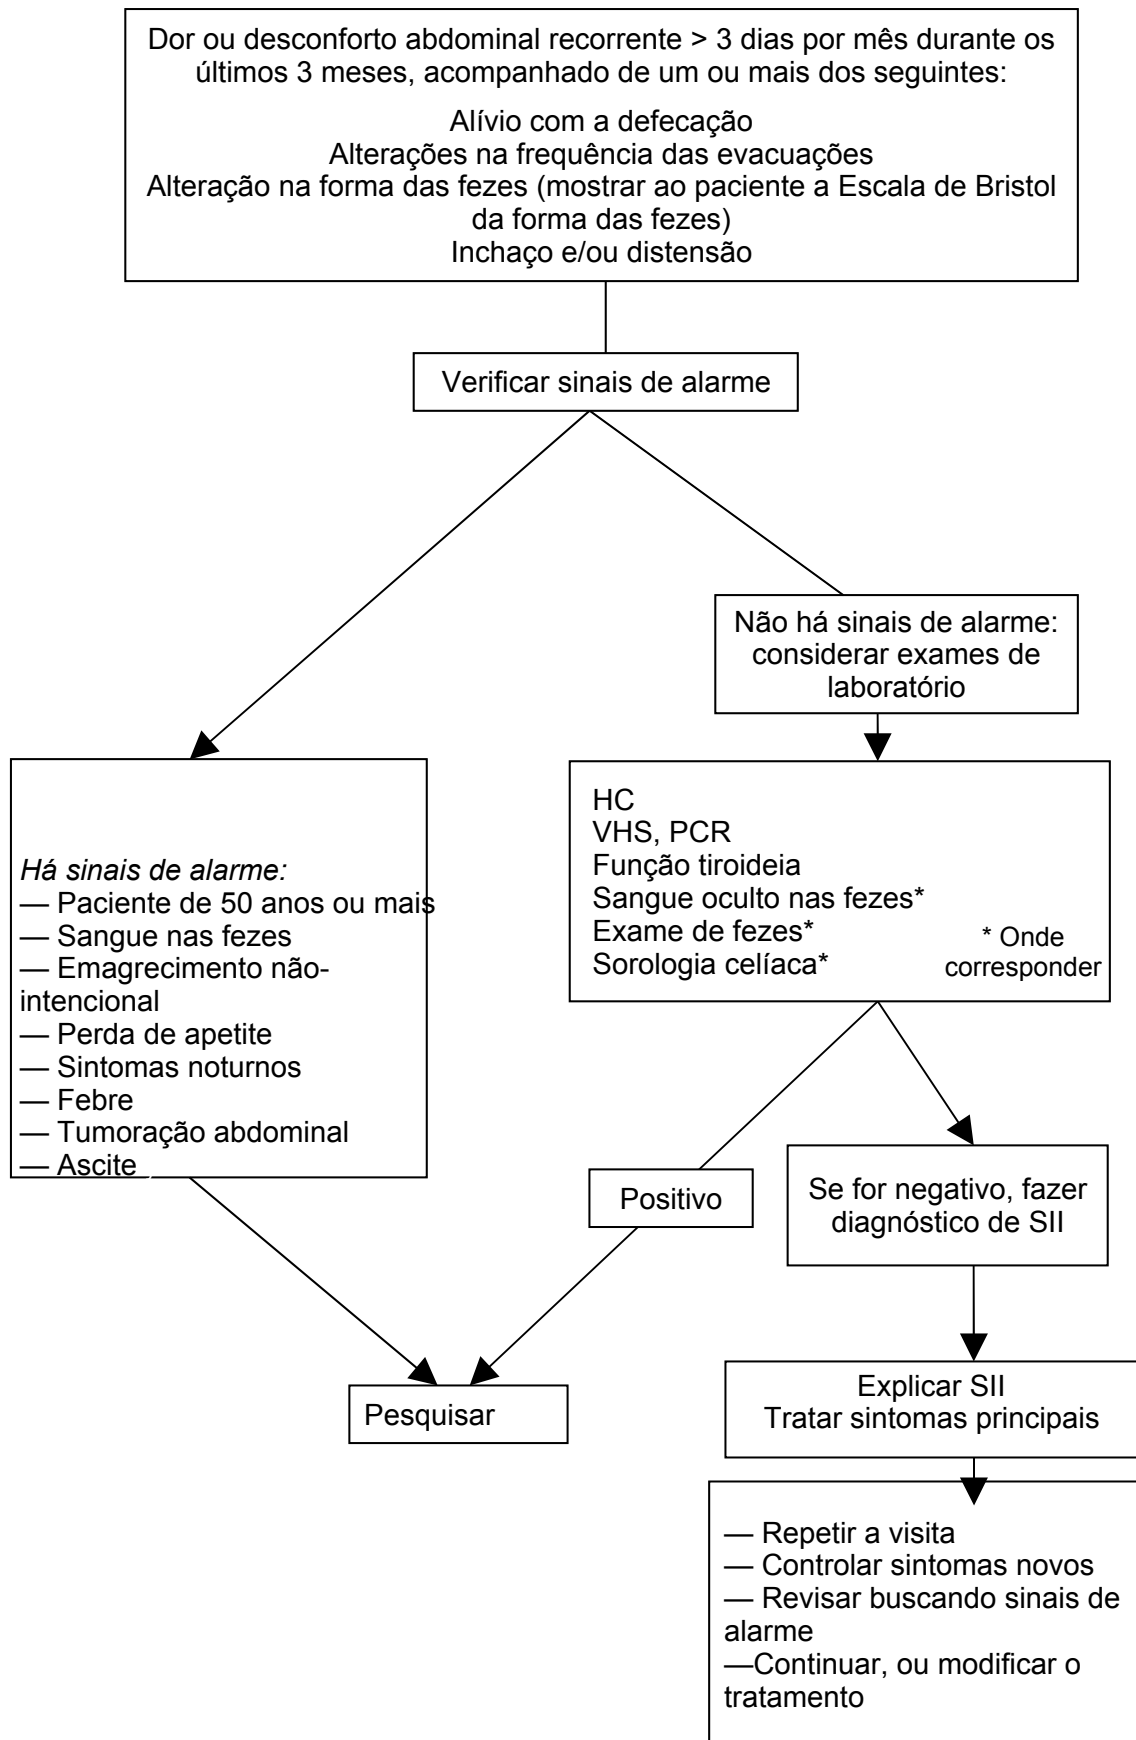 Dor ou desconforto abdominal recorrente > 3 dias por mês durante os
últimos 3 meses, acompanhado de um ou mais dos seguintes:
Alívio com a defecação
Alterações na frequência das evacuações
Alteração na forma das fezes (mostrar ao paciente a Escala de Bristol
da forma das fezes)
Inchaço e/ou distensão
Verificar sinais de alarme
Não há sinais de alarme:
considerar exames de
laboratório
Há sinais de alarme:
— Paciente de 50 anos ou mais
— Sangue nas fezes
— Emagrecimento não-
intencional
— Perda de apetite
— Sintomas noturnos
— Febre
— Tumoração abdominal
— Ascite
HC
VHS, PCR
Função tiroideia
Sangue oculto nas fezes*
Exame de fezes*
Sorologia celíaca*
* Onde
corresponder
Positivo
Se for negativo, fazer
diagnóstico de SII
Pesquisar
Explicar SII
Tratar sintomas principais
— Repetir a visita
— Controlar sintomas novos
— Revisar buscando sinais de
alarme
—Continuar, ou modificar o
tratamento